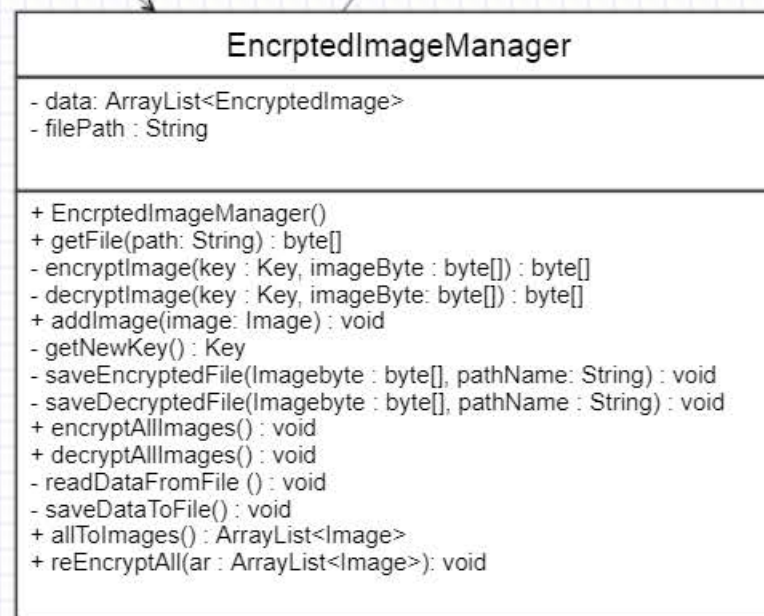 EncrptedImageManager
- data: ArrayList<EncryptedImage>
- filePath : String
+ EncrptedImageManager()
+ getFile(path: String) : byte[]
- encryptImage(key : Key, imageByte : byte[]) : byte[]
- decryptImage(key : Key, imageByte: byte[]) : byte[]
+ addImage(image: Image) : void
- getNewKey() : Key
- saveEncryptedFile(Imagebyte : byte[], pathName: String) : void
- saveDecryptedFile(Imagebyte : byte[], pathName : String) : void
+ encryptAllImages() : void
+ decryptAllImages() : void
- readDataFromFile () : void
- saveDataToFile() : void
+ allToImages() : ArrayList<Image>
+ reEncryptAll(ar : ArrayList<Image>): void